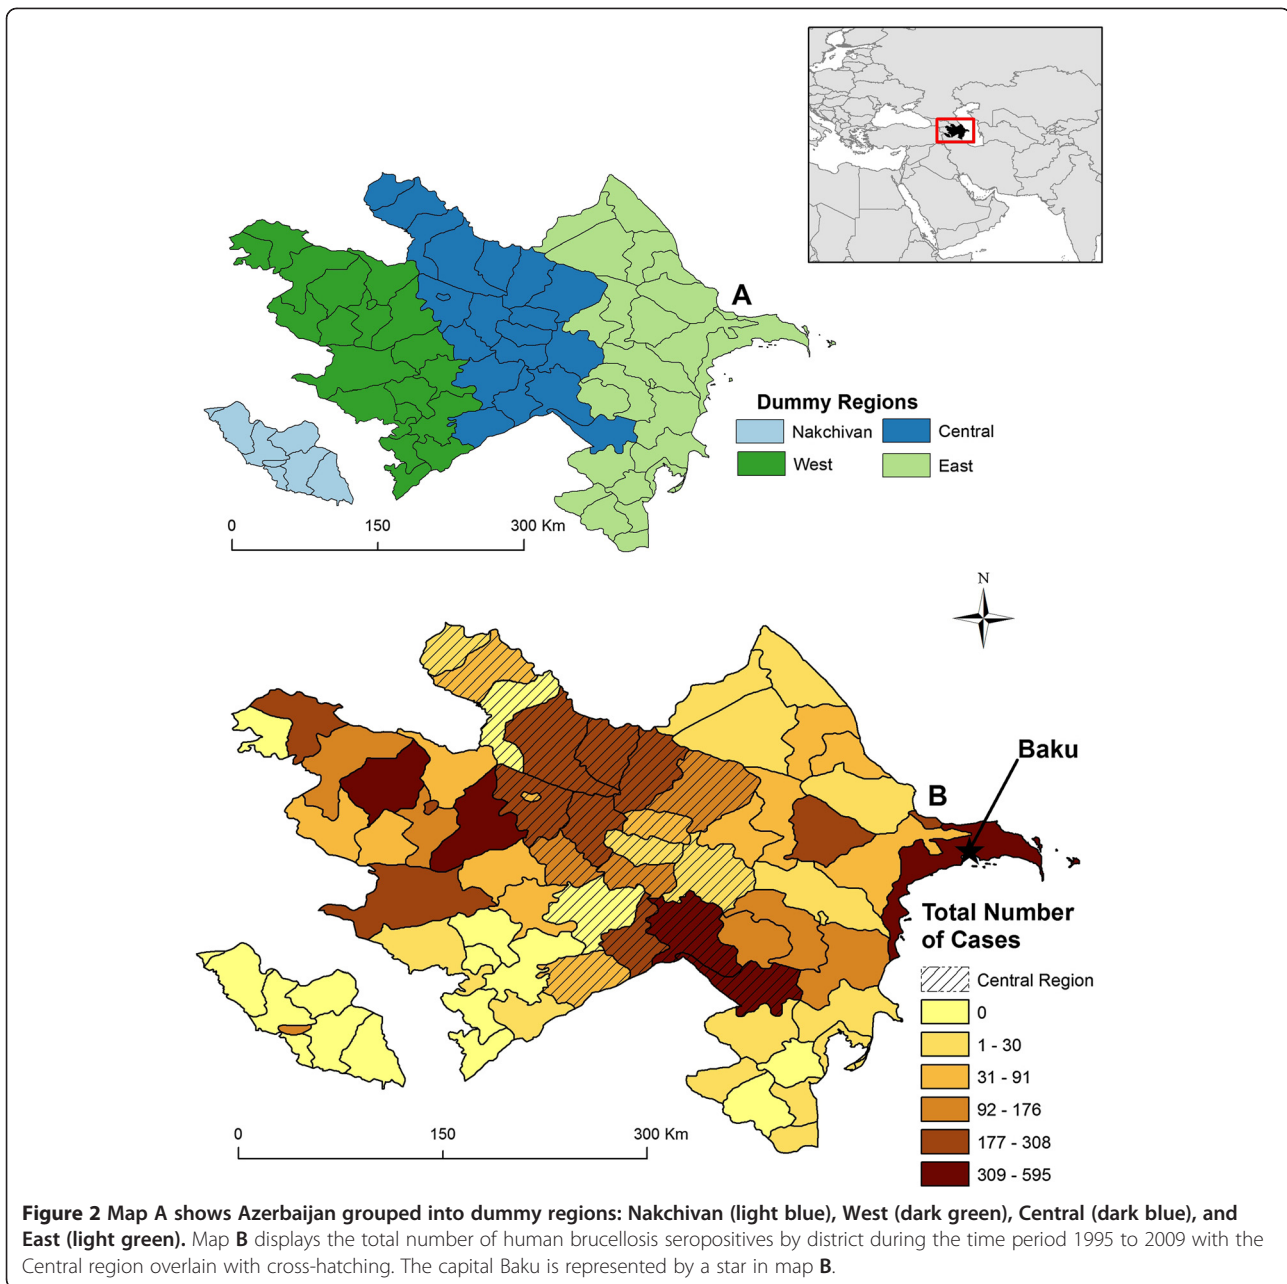 A
Dummy Regions
Nakchivan Central
West East
0 150 300 Km
N
Baku
B
Total Number
of Cases
Central Region
0
1 - 30
31 - 91
92 - 176
177 - 308
309 - 595
0 150 300 Km
Figure 2 Map A shows Azerbaijan grouped into dummy regions: Nakchivan (light blue), West (dark green), Central (dark blue), and
East (light green). Map B displays the total number of human brucellosis seropositives by district during the time period 1995 to 2009 with the
Central region overlain with cross-hatching. The capital Baku is represented by a star in map B.